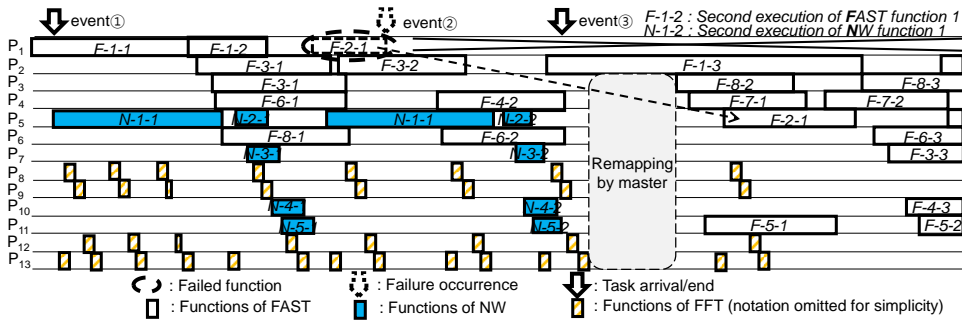 event①
event②
event③
F-1-2 : Second execution of FAST function 1
N-1-2 : Second execution of NW function 1
P1 F-1-1 F-1-2 F-2-1
P2 F-3-1 F-3-2 F-1-3
P3 F-3-1 F-8-2 F-8-3
P4 F-6-1 F-4-2 F-7-1 F-7-2
P5 N-1-1 N-2- N-1-1 N-2-2 F-2-1
P6 F-8-1 F-6-2 F-6-3
P7 N-3-1 N-3-2 F-3-3
Remapping
by master
P8
P9
P10 N-4- N-4-2 F-4-3
P11 N-5-1 N-5-2 F-5-1 F-5-2
P12
P13
: Failed function : Failure occurrence : Task arrival/end
: Functions of FAST : Functions of NW : Functions of FFT (notation omitted for simplicity)